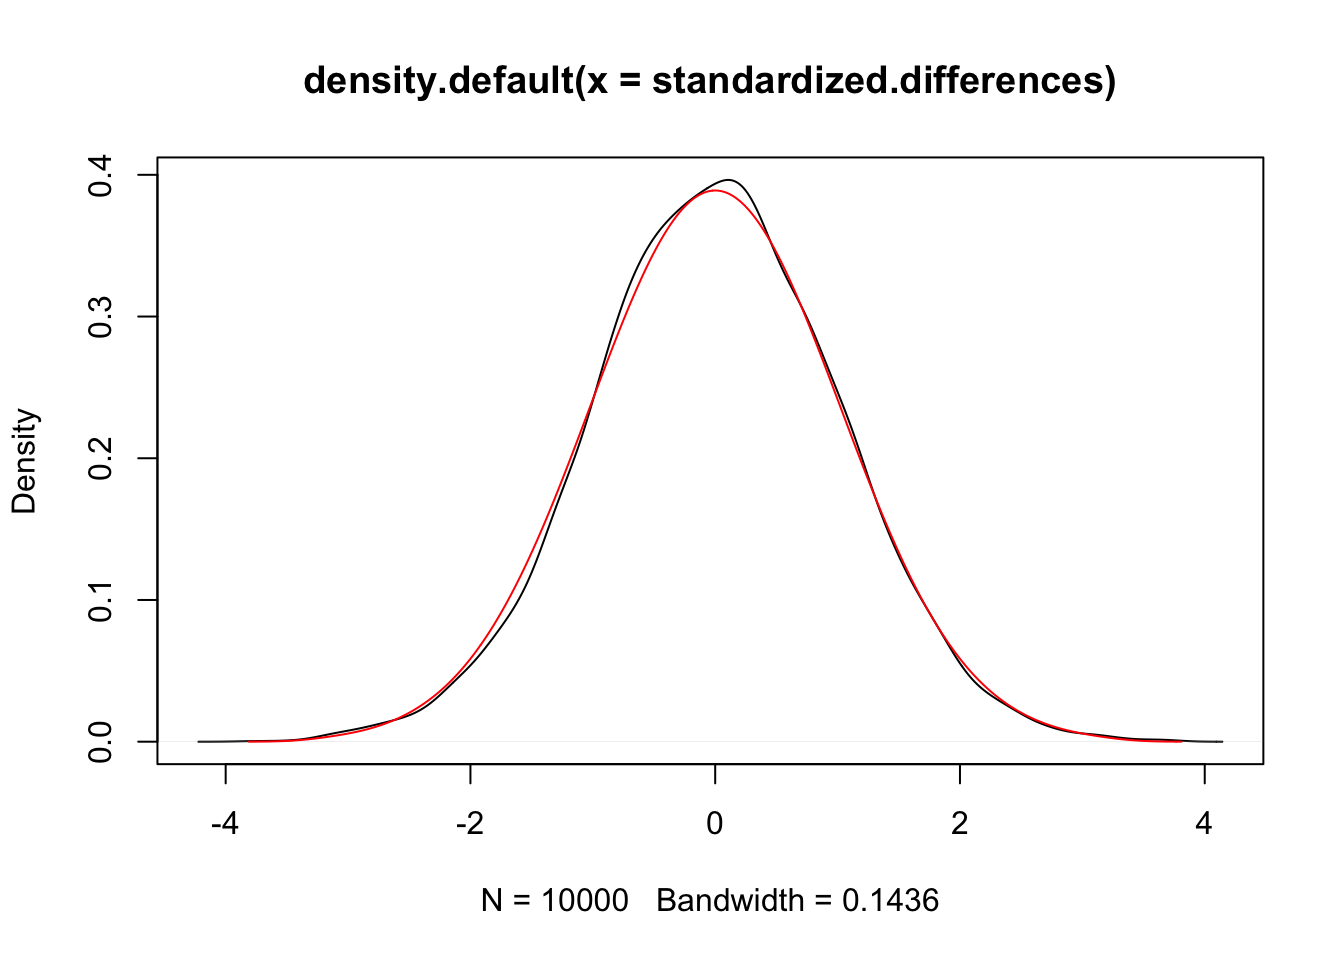 density.default(x = standardized.differences)
0.4
0.3
0.2
0.1
0.0
Density
-4 -2 0 2 4
N = 10000 Bandwidth = 0.1436